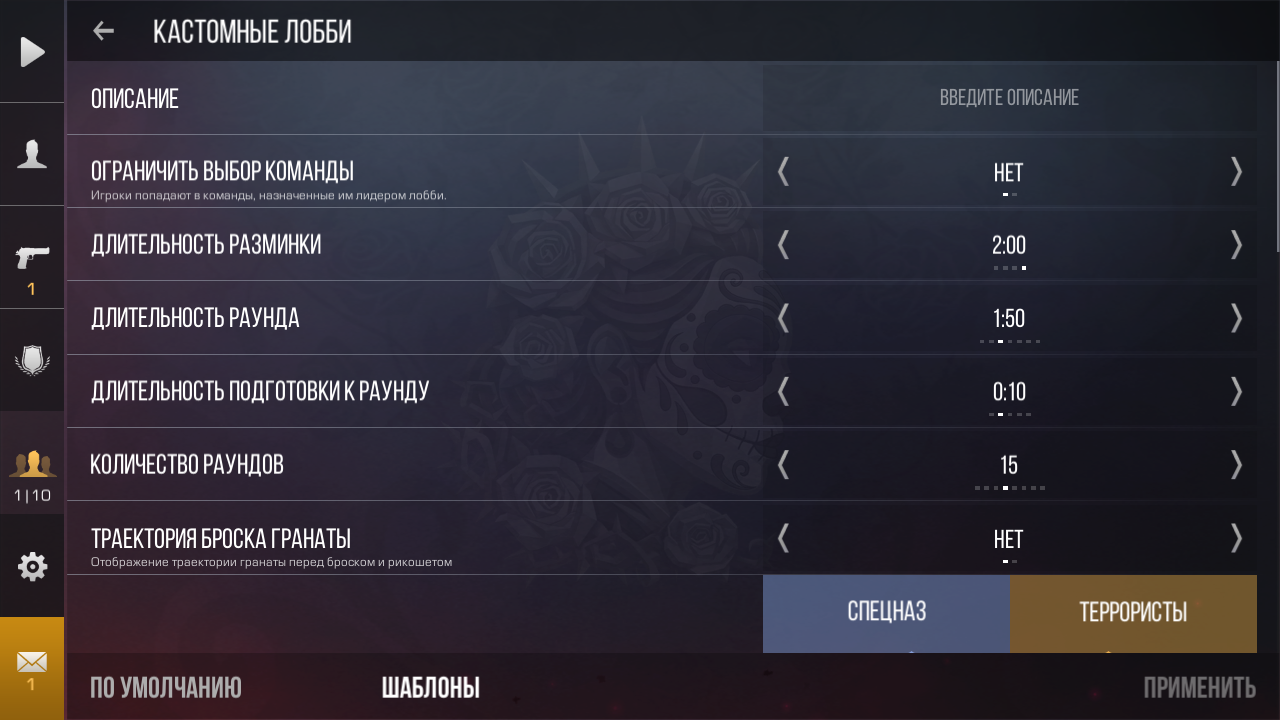 КАСТОМНЫЕ ЛОББИ
ОПИСАНИЕ
ВВЕДИТЕ ОПИСАНИЕ
ОГРАНИЧИТЬ ВЫБОР КОМАНДЫ
Игроки попадают в команды, назначенные им лидером лобби.
НЕТ
ДЛИТЕЛЬНОСТЬ РАЗМИНКИ
2:00
1
ДЛИТЕЛЬНОСТЬ РАУНДА
1:50
ДЛИТЕЛЬНОСТЬ ПОДГОТОВКИ К РАУНДУ
0:10
КОЛИЧЕСТВО РАУНДОВ
15
1|10
ТРАЕКТОРИЯ БРОСКА ГРАНАТЫ
Отображение траектории гранаты перед броском и рикошетом
НЕТ
СПЕЦНАЗ
ТЕРРОРИСТЫ
1
ПО УМОЛЧАНИЮ
ШАБЛОНЫ
ПРИМЕНИТЬ